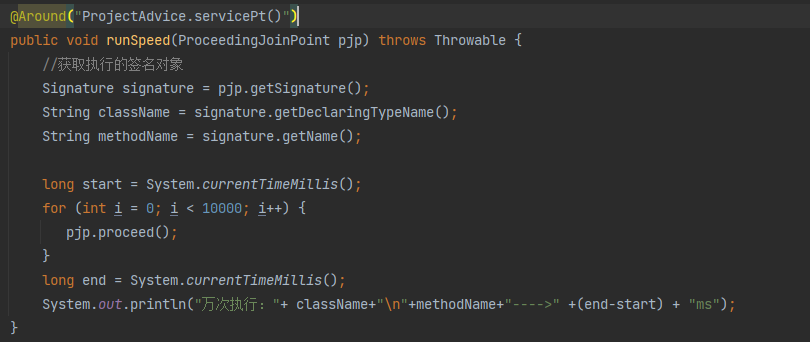 @Around("ProjectAdvice.servicePt()")
public void runSpeed(ProceedingJoinPoint pjp) throws Throwable {
//获取执行的签名对象
Signature signature = pjp.getSignature();
String className = signature.getDeclaringTypeName();
String methodName = signature.getName();
long start = System.currentTimeMillis();
for (int i = 0; i < 10000; i++) {
pjp.proceed();
}
long end = System.currentTimeMillis();
System.out.println("万次执行："+ className+"\n"+methodName+"---->" +(end-start) + "ms");
}